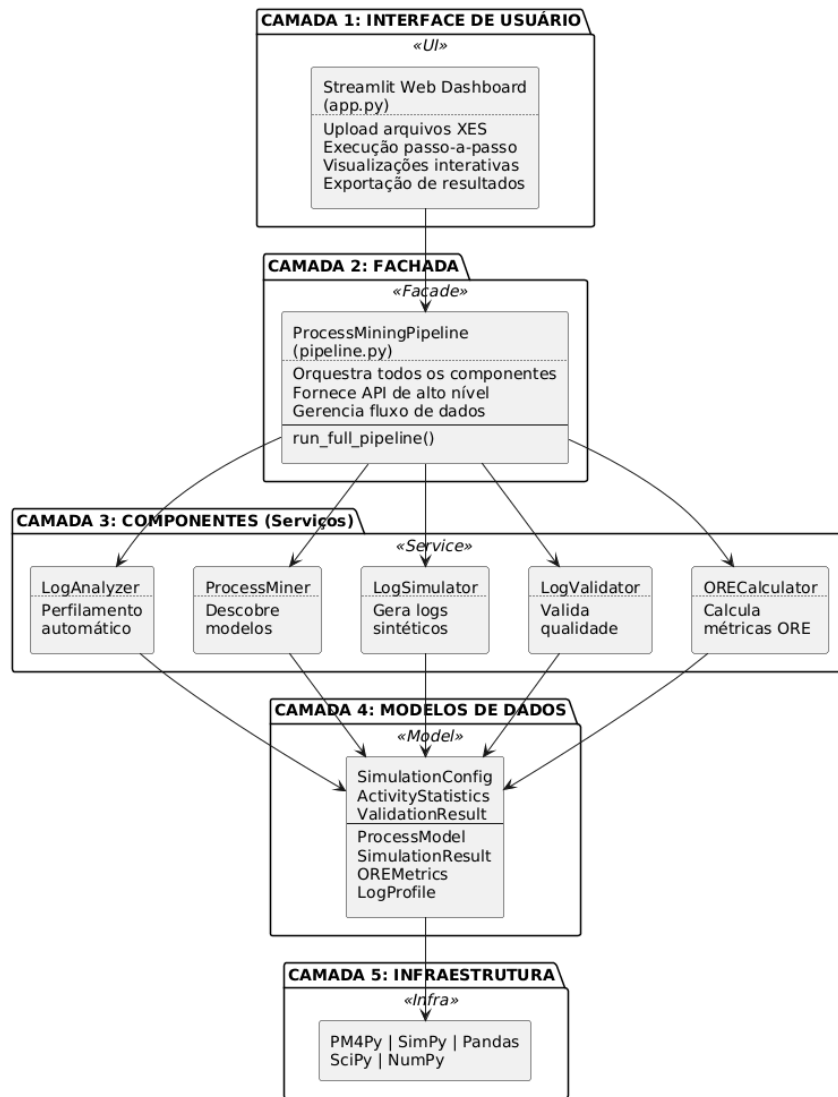 CAMADA 1: INTERFACE DE USUÁRIO
«UI»
Streamlit Web Dashboard
(app.py)
Upload arquivos XES
Execução passo-a-passo
Visualizações interativas
Exportação de resultados
CAMADA 2: FACHADA
«Facade»
ProcessMiningPipeline
(pipeline.py)
Orquestra todos os componentes
Fornece API de alto nível
Gerencia fluxo de dados
run_full_pipeline()
CAMADA 3: COMPONENTES (Serviços)
«Service»
LogAnalyzer
Perfilamento
automático
ProcessMiner
Descobre
modelos
LogSimulator
Gera logs
sintéticos
LogValidator
Valida
qualidade
ORECalculator
Calcula
métricas ORE
CAMADA 4: MODELOS DE DADOS
«Model»
SimulationConfig
ActivityStatistics
ValidationResult
ProcessModel
SimulationResult
OREMetrics
LogProfile
CAMADA 5: INFRAESTRUTURA
«Infra»
PM4Py | SimPy | Pandas
SciPy | NumPy